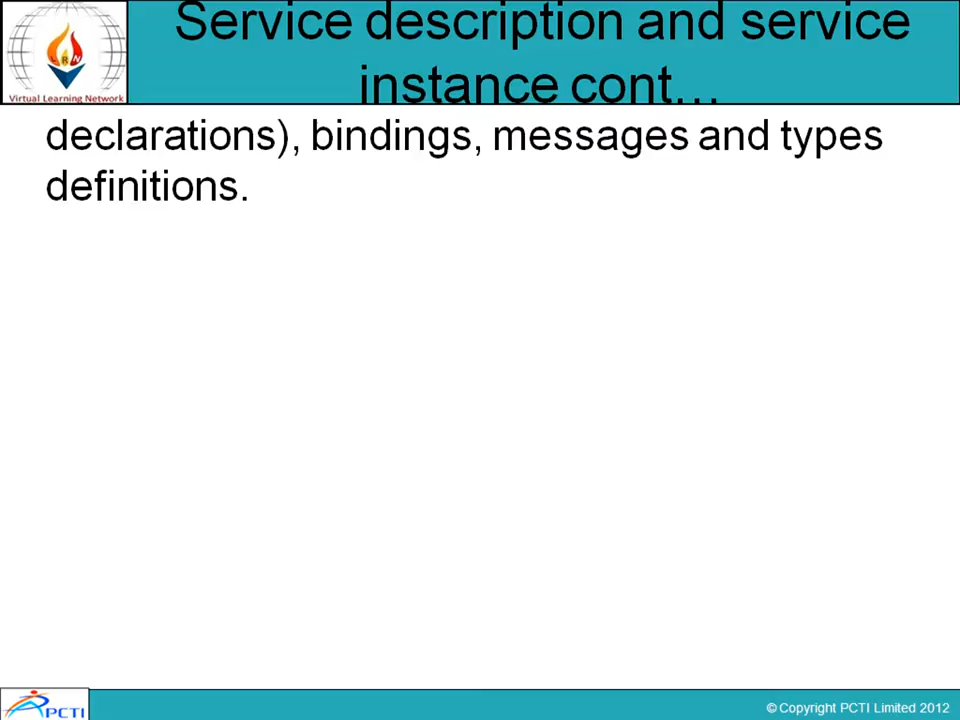 Service description and service
instance cont…
LRN
Virtual Learning Network
declarations), bindings, messages and types
definitions.
PCTI
© Copyright PCTI Limited 2012